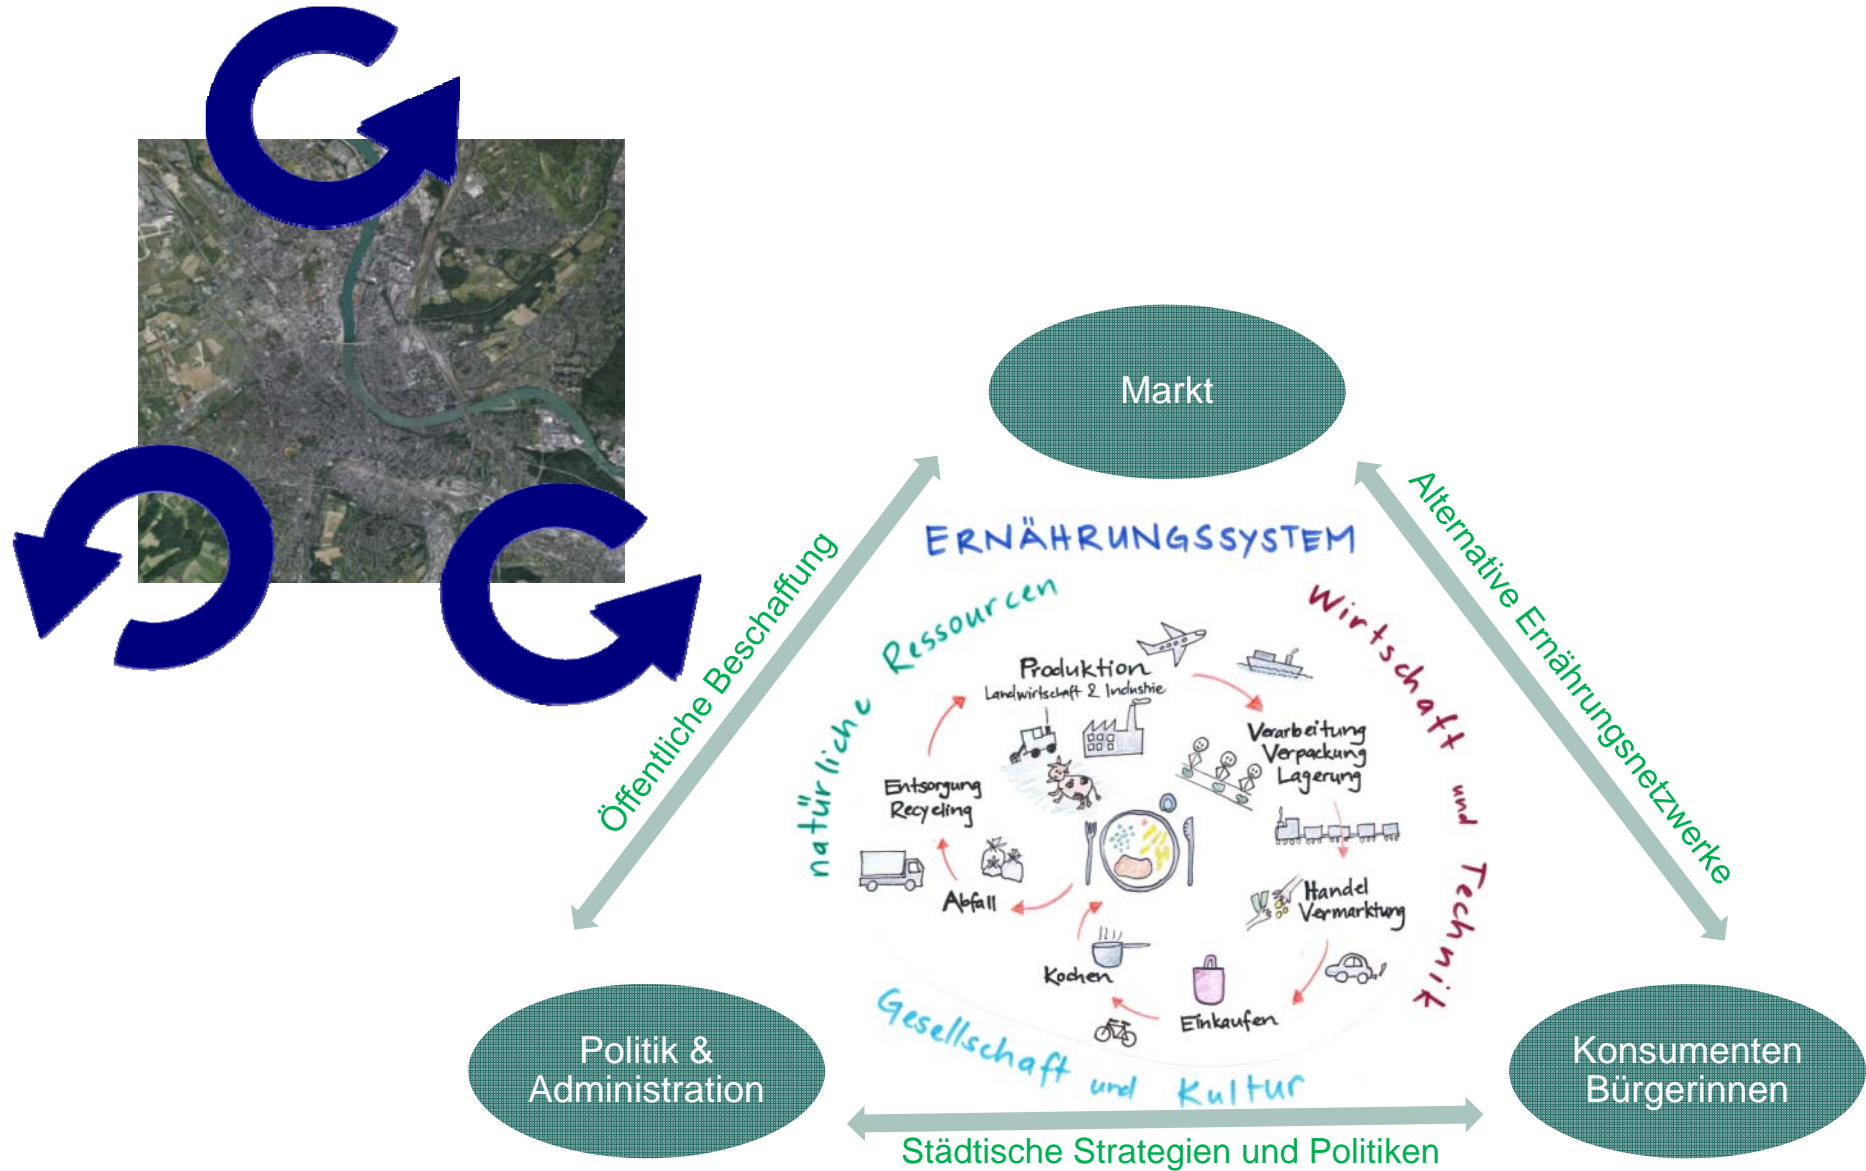 Markt
Öffentliche Beschaffung
Alternative Ernährungsnetzwerke
ERNÄHRUNGSSYSTEM
natürliche Ressourcen
Wirtschaft und Technik
Produktion
Landwirtschaft & Industrie
Verarbeitung
Verpackung
Lagerung
Entsorgung
Recycling
Handel
Vermarktung
Abfall
Kochen
Einkaufen
Gesellschaft und Kultur
Politik &
Administration
Konsumenten
Bürgerinnen
Städtische Strategien und Politiken